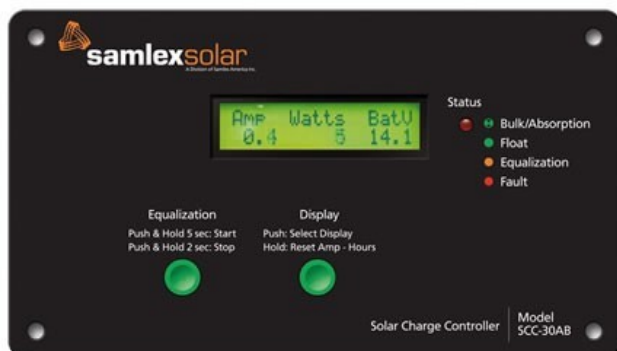 samlexsolar
A Division of Samlex America Inc.
Amp Watts BatV
0.4 5 14.1
Status
Bulk/Absorption
Float
Equalization
Fault
Equalization
Push & Hold 5 sec: Start
Push & Hold 2 sec: Stop
Display
Push: Select Display
Hold: Reset Amp - Hours
Solar Charge Controller
Model
SCC-30AB